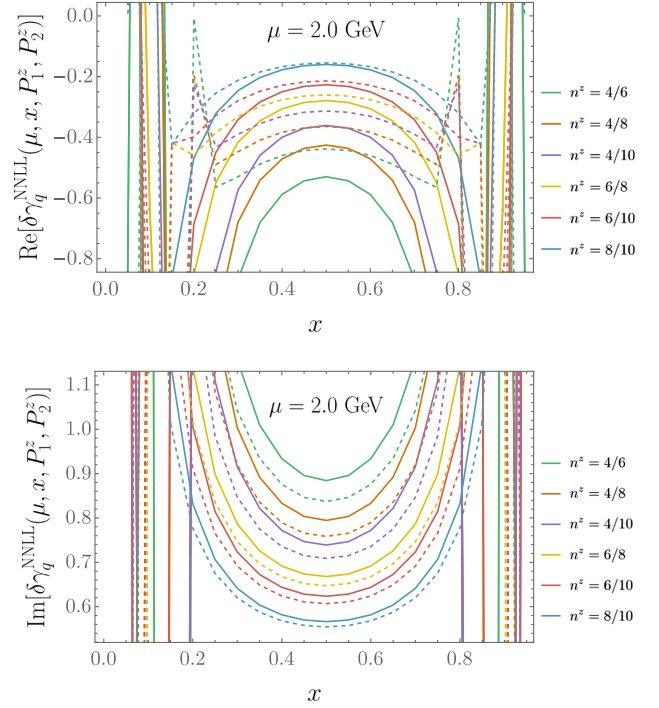 μ = 2.0 GeV
Re[δγ_q^NNLL(μ, x, P_1^z, P_2^z)]
0.0
−0.2
−0.4
−0.6
−0.8
0.0 0.2 0.4 0.6 0.8
x
n^z = 4/6
n^z = 4/8
n^z = 4/10
n^z = 6/8
n^z = 6/10
n^z = 8/10
μ = 2.0 GeV
Im[δγ_q^NNLL(μ, x, P_1^z, P_2^z)]
1.1
1.0
0.9
0.8
0.7
0.6
0.0 0.2 0.4 0.6 0.8
x
n^z = 4/6
n^z = 4/8
n^z = 4/10
n^z = 6/8
n^z = 6/10
n^z = 8/10